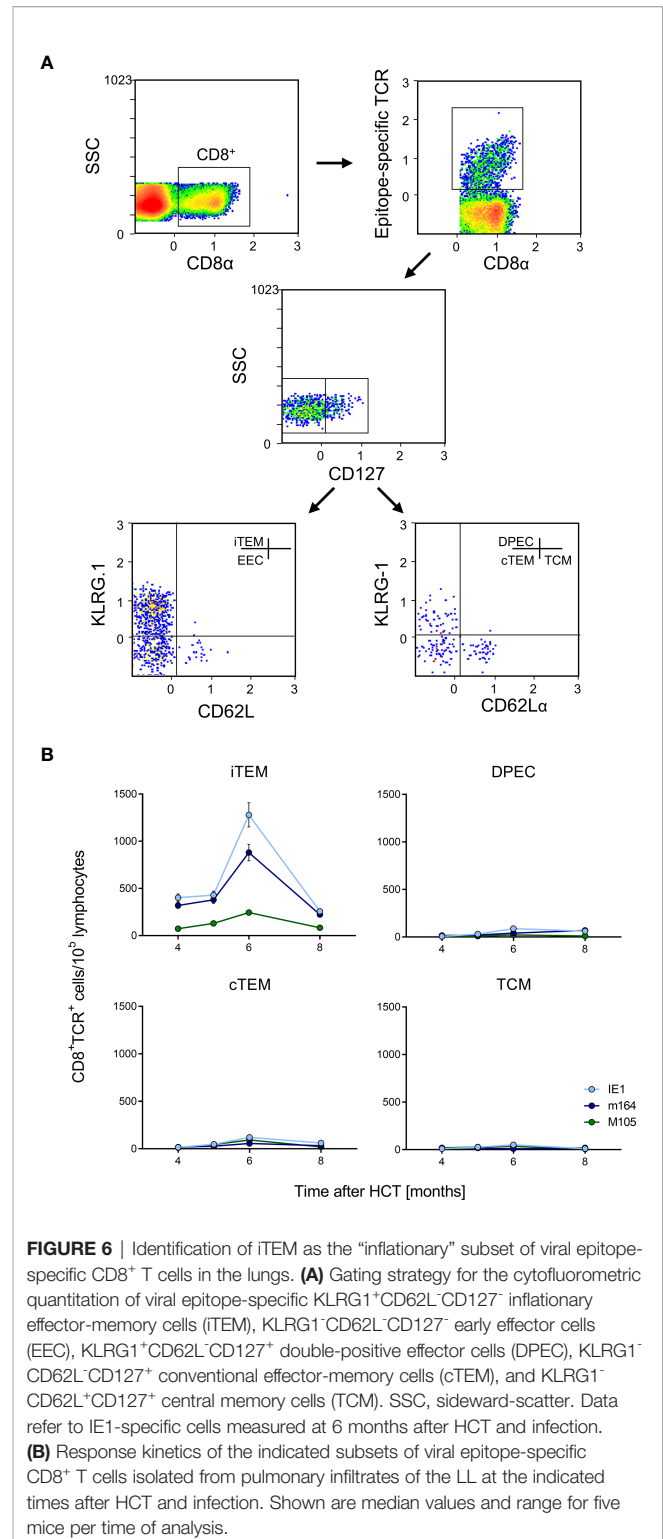 A
1023
SSC
CD8+
0
0 1 2 3
CD8α
3
Epitope-specific TCR
2
1
0
0 1 2 3
CD8α
1023
SSC
0
0 1 2 3
CD127
3
KLRG.1
2
1
0
iTEM
EEC
0 1 2 3
CD62L
3
KLRG-1
2
1
0
DPEC
cTEM TCM
0 1 2 3
CD62Lα
B
CD8+TCR+ cells/10⁵ lymphocytes
iTEM
1500
1000
500
0
4 6 8
DPEC
1500
1000
500
0
4 6 8
cTEM
1500
1000
500
0
4 6 8
TCM
1500
1000
500
0
4 6 8
IE1
m164
M105
Time after HCT [months]
FIGURE 6 | Identification of iTEM as the “inflationary” subset of viral epitope-
specific CD8+ T cells in the lungs. (A) Gating strategy for the cytofluorometric
quantitation of viral epitope-specific KLRG1+CD62L-CD127- inflationary
effector-memory cells (iTEM), KLRG1-CD62L-CD127- early effector cells
(EEC), KLRG1+CD62L-CD127+ double-positive effector cells (DPEC), KLRG1-
CD62L-CD127+ conventional effector-memory cells (cTEM), and KLRG1-
CD62L+CD127+ central memory cells (TCM). SSC, sideward-scatter. Data
refer to IE1-specific cells measured at 6 months after HCT and infection.
(B) Response kinetics of the indicated subsets of viral epitope-specific
CD8+ T cells isolated from pulmonary infiltrates of the LL at the indicated
times after HCT and infection. Shown are median values and range for five
mice per time of analysis.